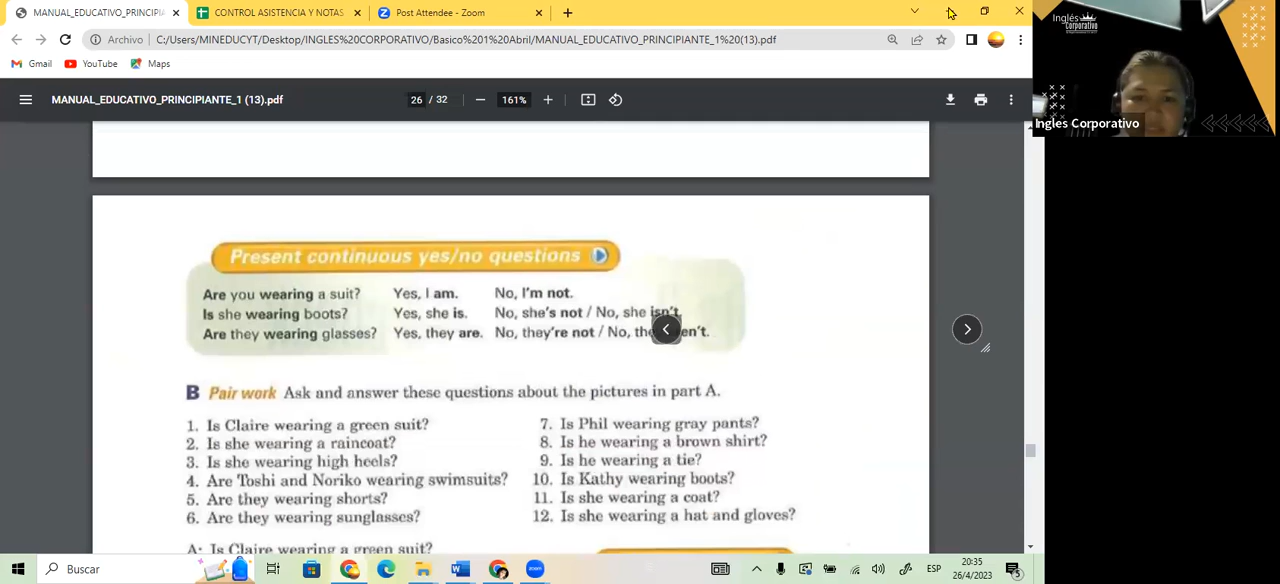 MANUAL_EDUCATIVO_PRINCIPIA
CONTROL ASISTENCIA Y NOTAS
Post Attendee - Zoom
Archivo
C:/Users/MINEDUCYT/Desktop/INGLES%20CORPORATIVO/Basico%201%20Abril/MANUAL_EDUCATIVO_PRINCIPIANTE_1%20(13).pdf
Gmail
YouTube
Maps
MANUAL_EDUCATIVO_PRINCIPIANTE_1 (13).pdf
26 / 32
161%
Present continuous yes/no questions
Are you wearing a suit? Yes, I am. No, I'm not.
Is she wearing boots? Yes, she is. No, she's not / No, she isn't.
Are they wearing glasses? Yes, they are. No, they're not / No, en't.
B Pair work Ask and answer these questions about the pictures in part A.
1. Is Claire wearing a green suit?
2. Is she wearing a raincoat?
3. Is she wearing high heels?
4. Are Toshi and Noriko wearing swimsuits?
5. Are they wearing shorts?
6. Are they wearing sunglasses?
7. Is Phil wearing gray pants?
8. Is he wearing a brown shirt?
9. Is he wearing a tie?
10. Is Kathy wearing boots?
11. Is she wearing a coat?
12. Is she wearing a hat and gloves?
A: Is Claire wearing a green suit?
Inglés
Corporativo
Ingles Corporativo
Buscar
ESP
20:35
26/4/2023
5